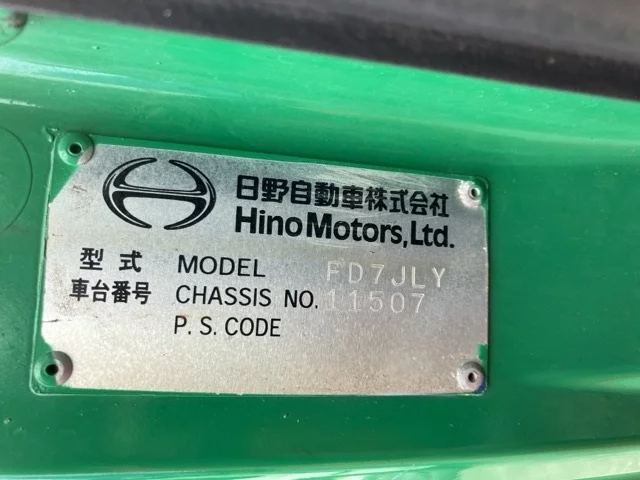 日野自動車株式会社
Hino Motors, Ltd.
型式 MODEL FD7JLY
車台番号 CHASSIS NO. 11507
P. S. CODE